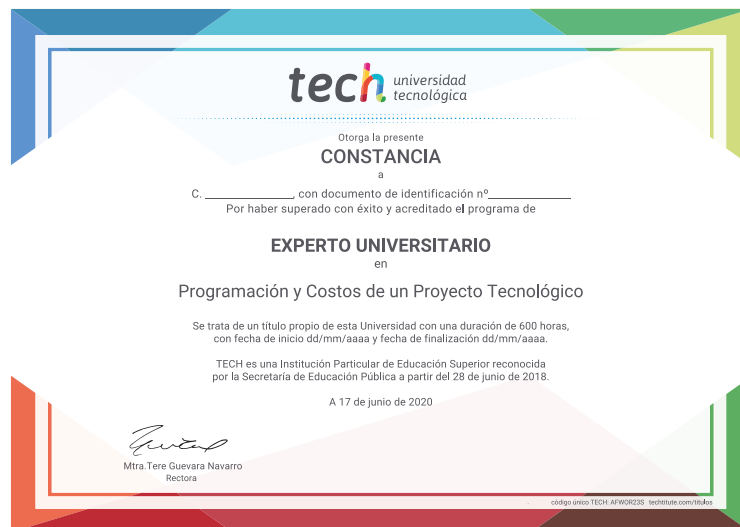 tech universidad
tecnológica
Otorga la presente
CONSTANCIA
a
C. ______________, con documento de identificación nº______________
Por haber superado con éxito y acreditado el programa de
EXPERTO UNIVERSITARIO
en
Programación y Costos de un Proyecto Tecnológico
Se trata de un título propio de esta Universidad con una duración de 600 horas,
con fecha de inicio dd/mm/aaaa y fecha de finalización dd/mm/aaaa.
TECH es una Institución Particular de Educación Superior reconocida
por la Secretaría de Educación Pública a partir del 28 de junio de 2018.
A 17 de junio de 2020
Mtra.Tere Guevara Navarro
Rectora
código único TECH: AFWOR23S techtitute.com/títulos